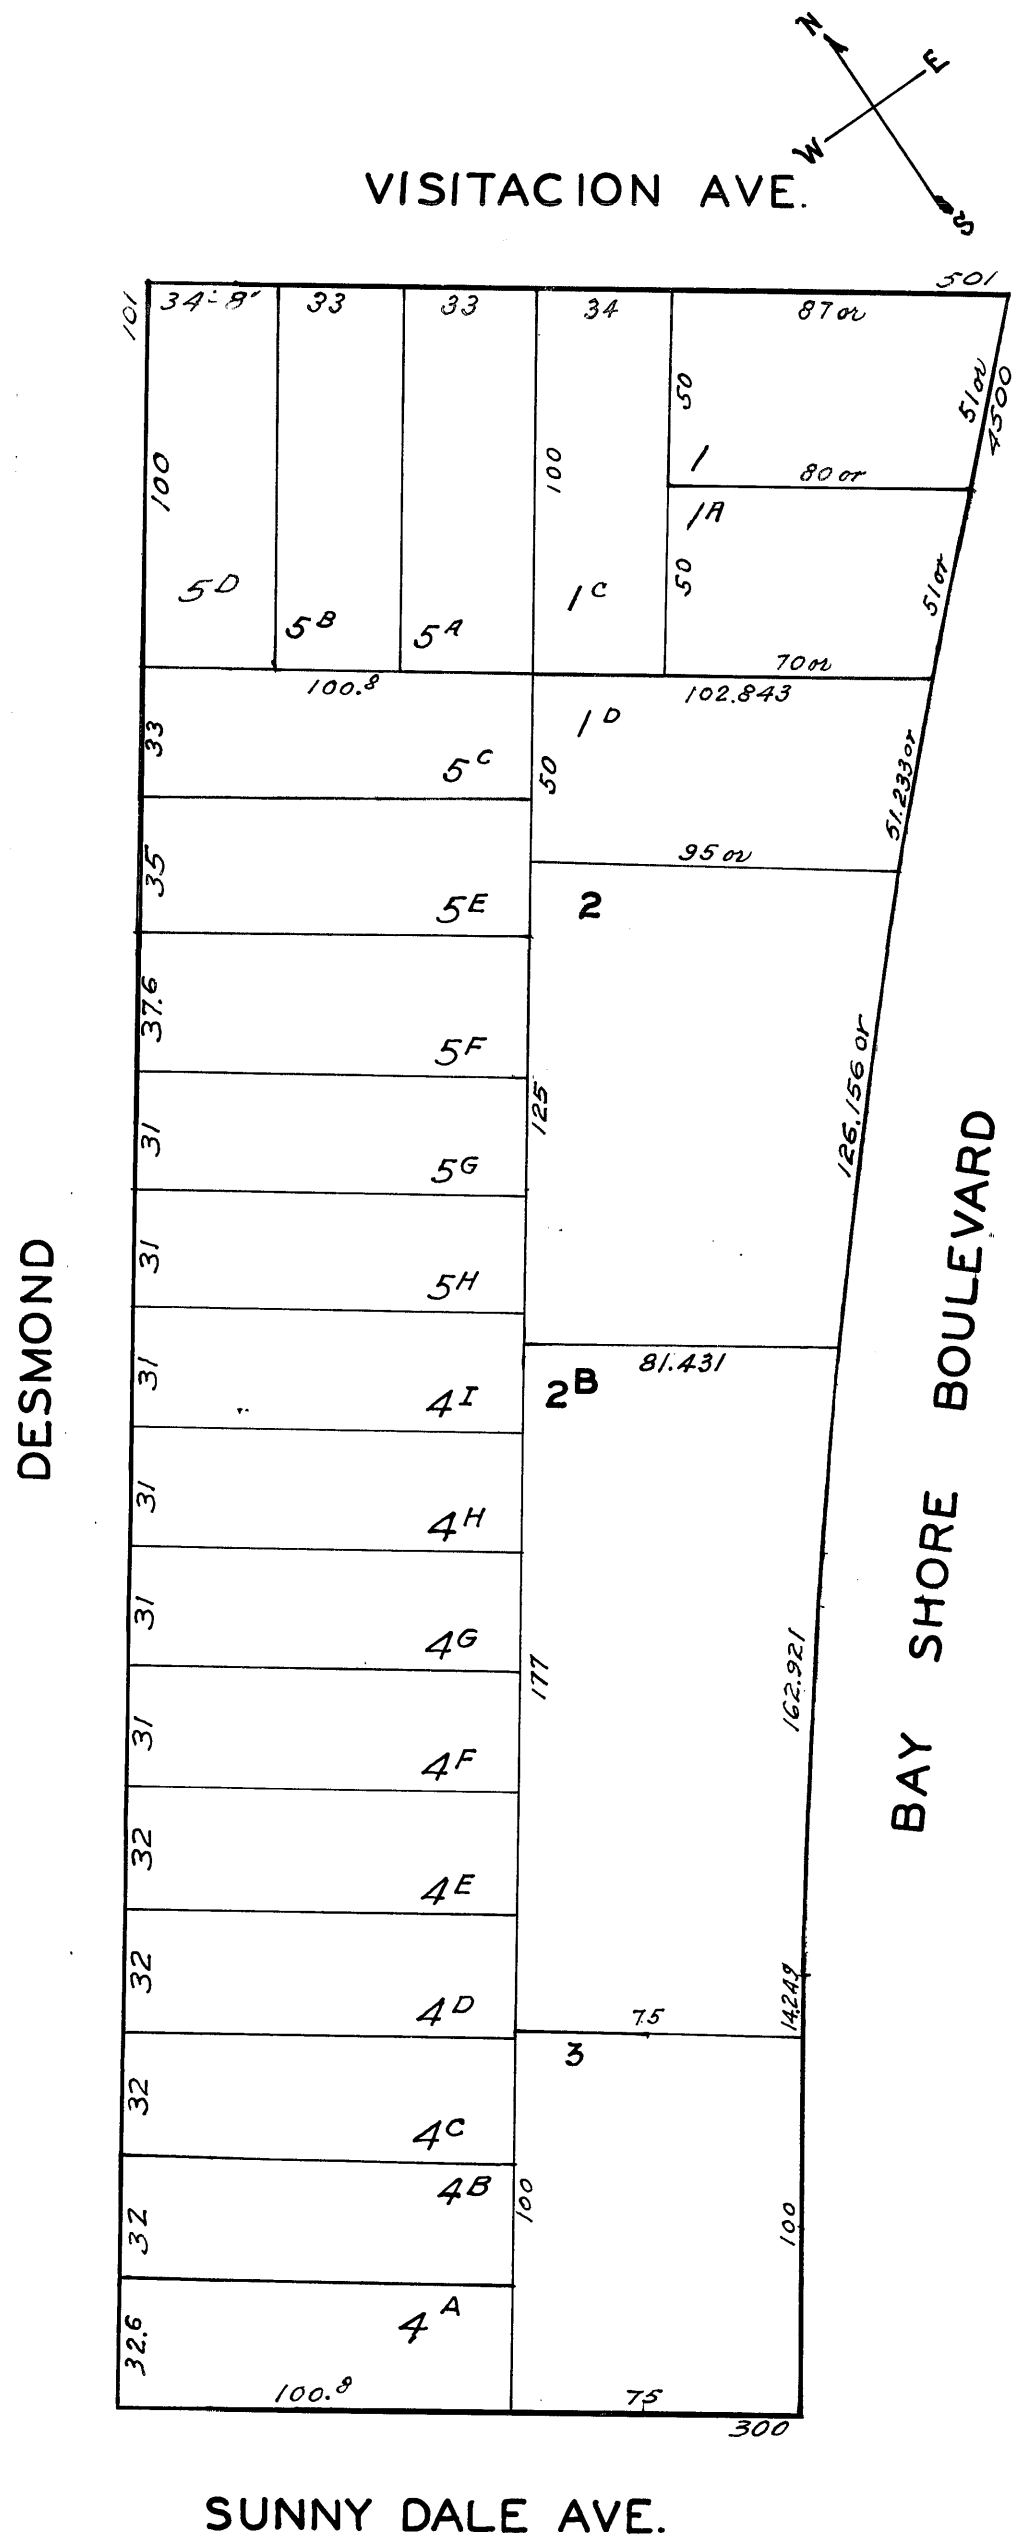 N
E
W
S
VISITACION AVE.
501
101
34'-8"
33
33
34
87 or
50
51 or
4500
100
100
1
80 or
1A
50
51 or
5D
5B
5A
1C
70 or
100.8
102.843
33
5C
1D
50
51.233 or
35
5E
95 or
2
37.6
5F
125
126.156 or
31
5G
31
5H
31
4I
81.431
2B
31
4H
31
4G
177
162.921
31
4F
32
4E
32
4D
75
14.249
3
32
4C
32
4B
100
100
32.6
4A
100.8
75
300
DESMOND
BAY SHORE BOULEVARD
SUNNY DALE AVE.